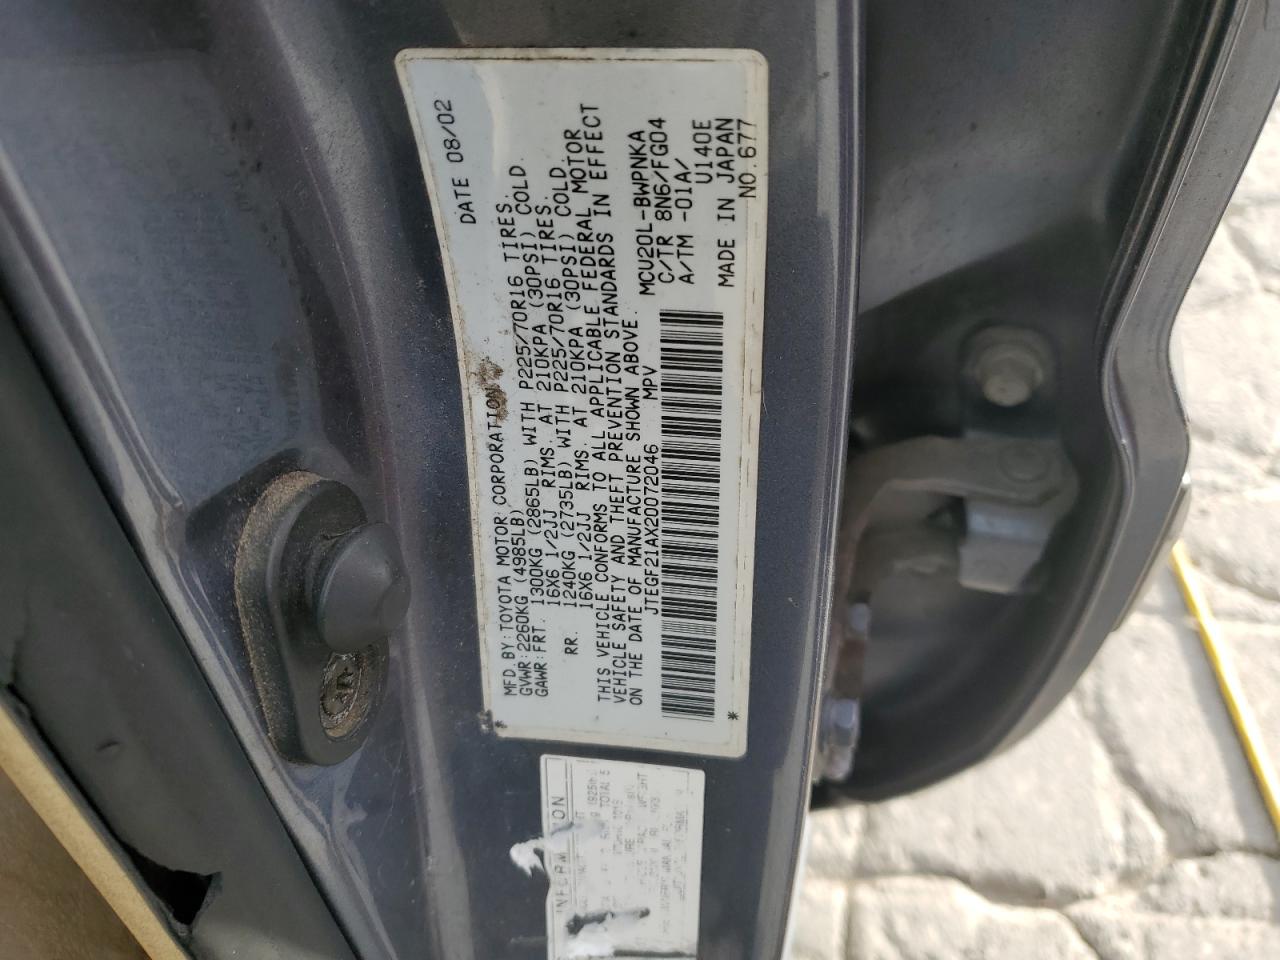 DATE 08/02
MFD. BY: TOYOTA MOTOR CORPORATION
GVWR: 2260KG (4985LB)
GAWR: FRT. 1300KG (2865LB) WITH P225/70R16 TIRES.
16X6 1/2JJ RIMS. AT 210KPA (30PSI) COLD.
RR. 1240KG (2735LB) WITH P225/70R16 TIRES.
16X6 1/2JJ RIMS. AT 210KPA (30PSI) COLD.
THIS VEHICLE CONFORMS TO ALL APPLICABLE FEDERAL MOTOR
VEHICLE SAFETY AND THEFT PREVENTION STANDARDS IN EFFECT
ON THE DATE OF MANUFACTURE SHOWN ABOVE.
JTEGF21AX20072046 MPV
MCU20L-BWPNKA
C/TR 8N6/FG04
A/TM -01A/ U140E
MADE IN JAPAN
NO.677
* *
TOTAL 5